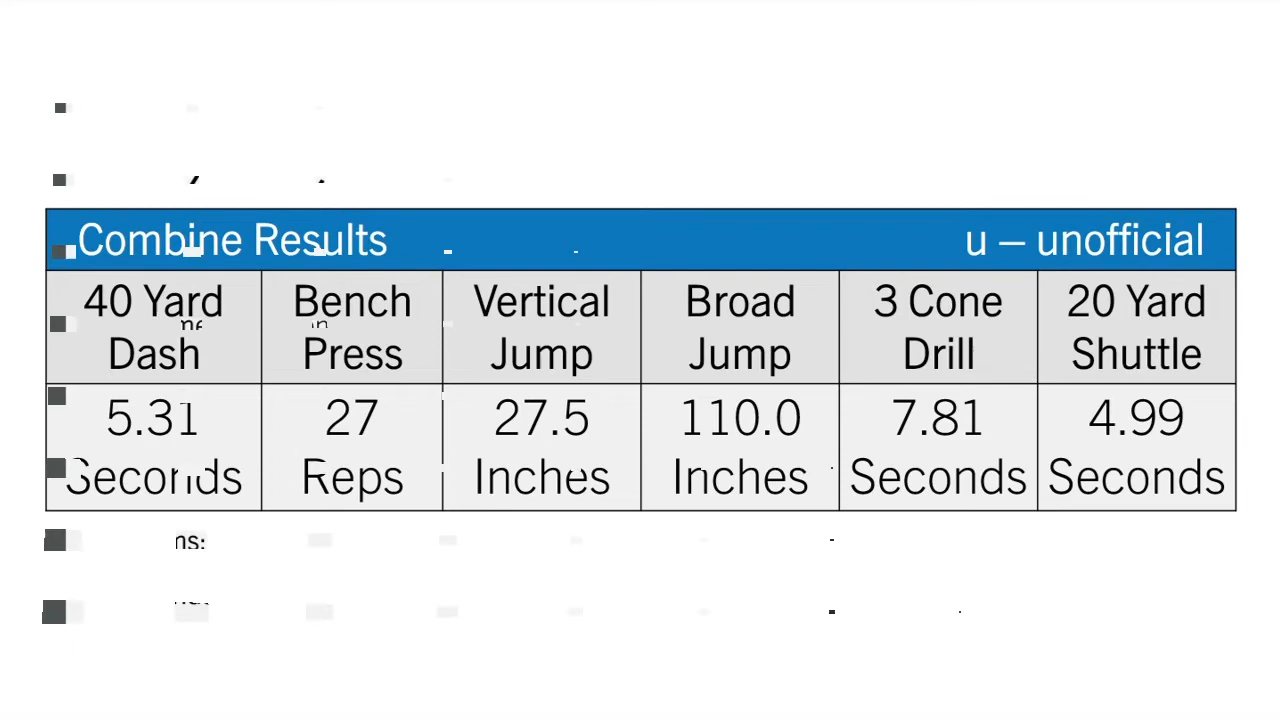 Combine Results u – unofficial
40 Yard Dash Bench Press Vertical Jump Broad Jump 3 Cone Drill 20 Yard Shuttle
5.31 Seconds 27 Reps 27.5 Inches 110.0 Inches 7.81 Seconds 4.99 Seconds
ms: